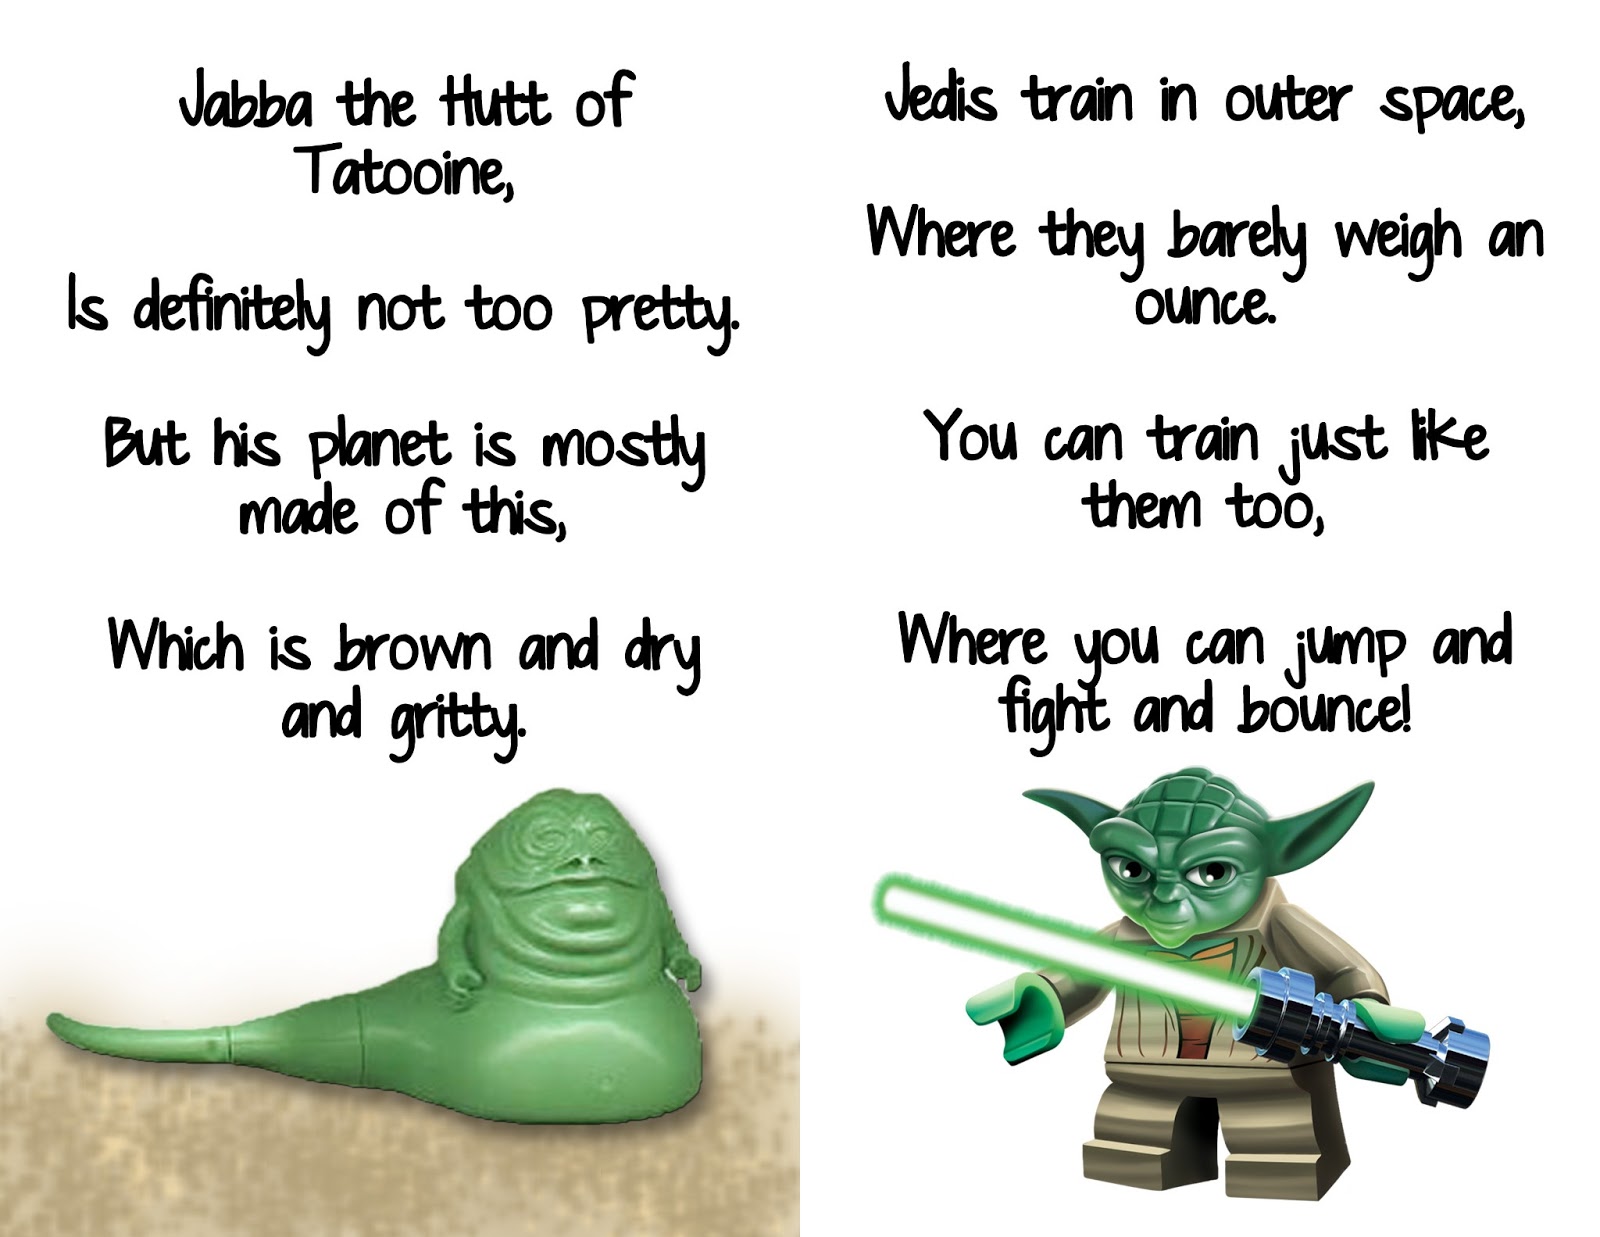 Jabba the Hutt of
Tatooine,
Is definitely not too pretty.
But his planet is mostly
made of this,
Which is brown and dry
and gritty.
Jedis train in outer space,
Where they barely weigh an
ounce.
You can train just like
them too,
Where you can jump and
fight and bounce!